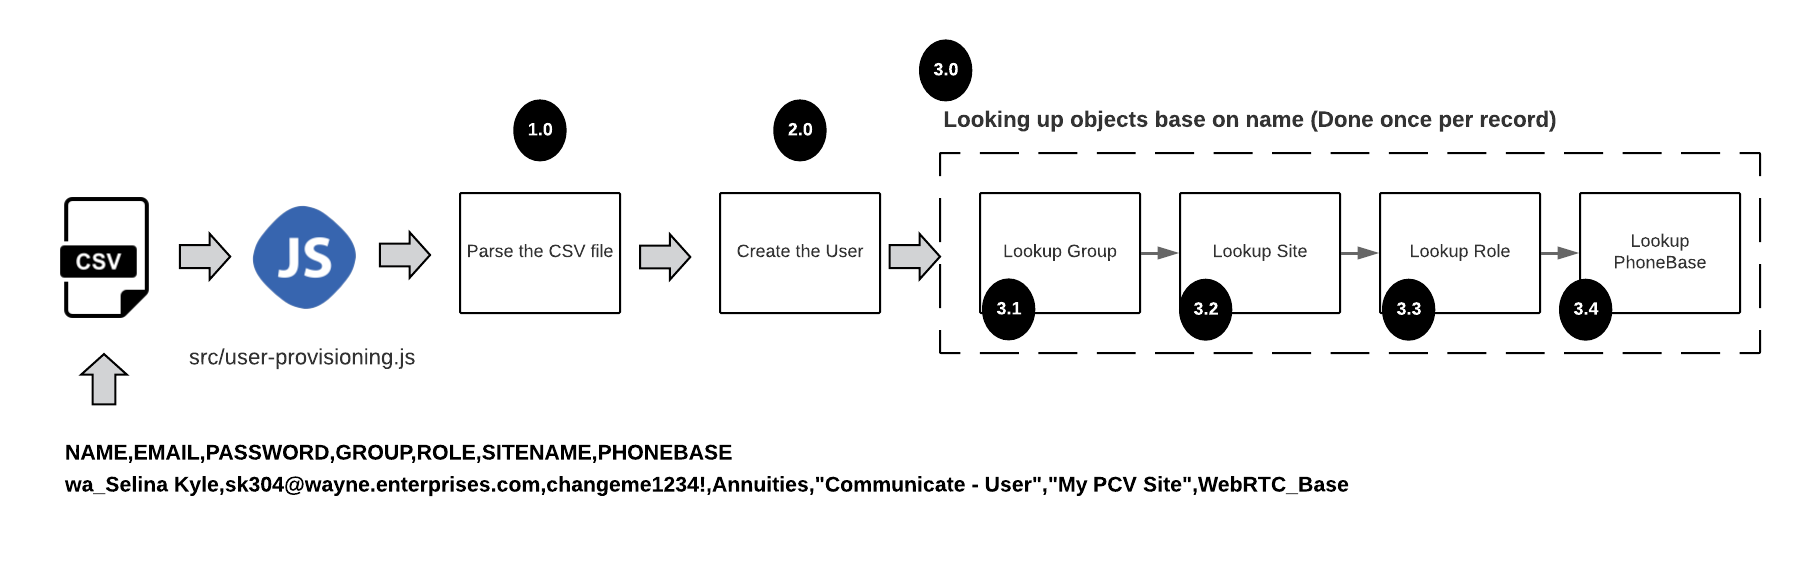 3.0
Looking up objects base on name (Done once per record)
1.0
2.0
CSV
JS
Parse the CSV file
Create the User
Lookup Group
Lookup Site
Lookup Role
Lookup
PhoneBase
3.1
3.2
3.3
3.4
src/user-provisioning.js
NAME,EMAIL,PASSWORD,GROUP,ROLE,SITENAME,PHONEBASE
wa_Selina Kyle,sk304@wayne.enterprises.com,changeme1234!,Annuities,"Communicate - User","My PCV Site",WebRTC_Base